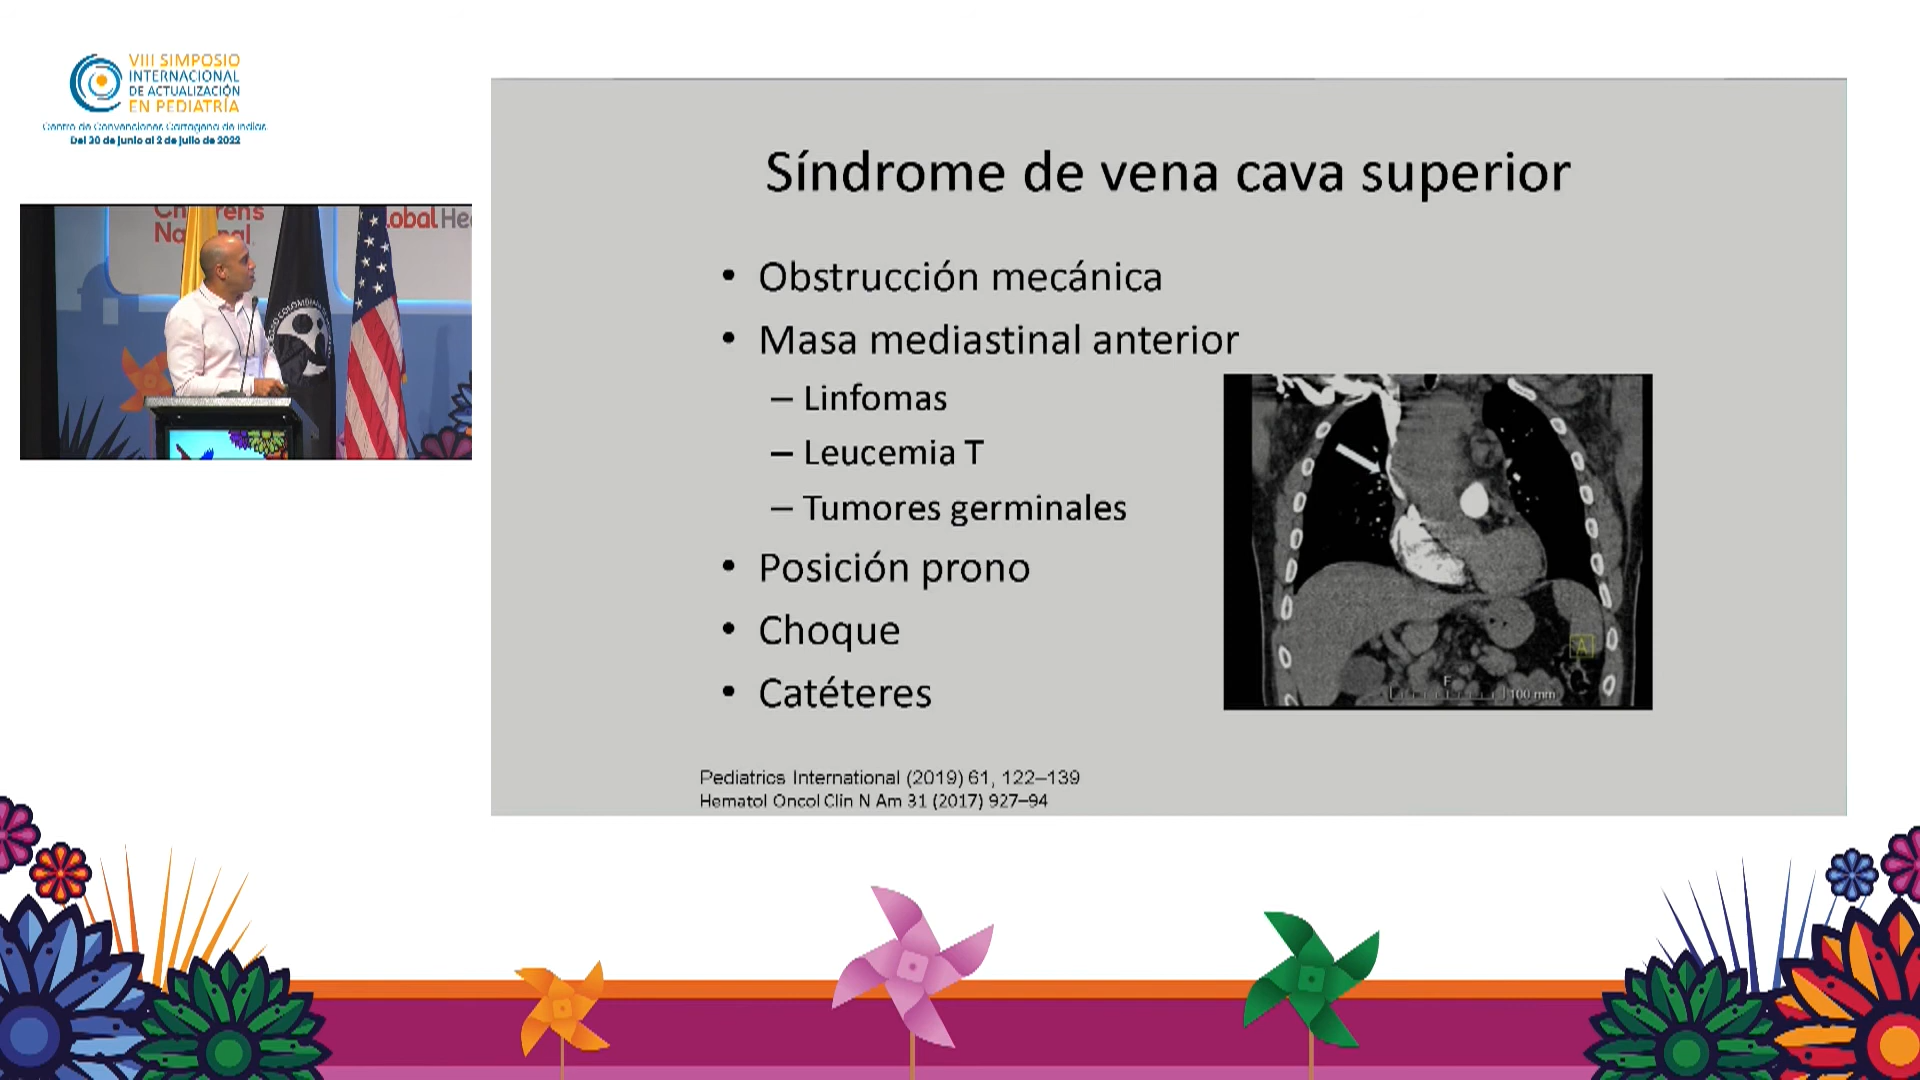 VIII SIMPOSIO
INTERNACIONAL
DE ACTUALIZACIÓN
EN PEDIATRÍA
Centro de Convenciones Cartagena de Indias
Del 30 de junio al 2 de julio de 2022
Síndrome de vena cava superior
• Obstrucción mecánica
• Masa mediastinal anterior
– Linfomas
– Leucemia T
– Tumores germinales
• Posición prono
• Choque
• Catéteres
A
F
100 mm
Pediatrics International (2019) 61, 122–139
Hematol Oncol Clin N Am 31 (2017) 927–94